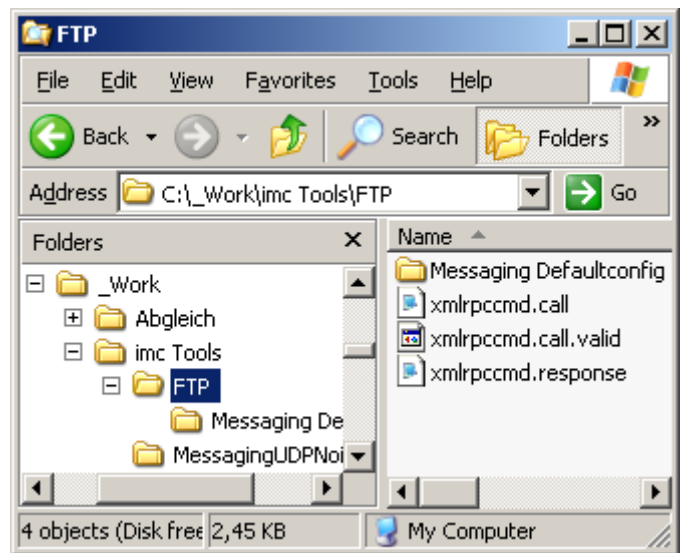 FTP
File Edit View Favorites Tools Help
Back Search Folders »
Address C:\_Work\imc Tools\FTP Go
Folders x
_Work
Abgleich
imc Tools
FTP
Messaging De
MessagingUDPNoi
Name
Messaging Defaultconfig
xmlrpccmd.call
xmlrpccmd.call.valid
xmlrpccmd.response
4 objects (Disk free 2,45 KB My Computer